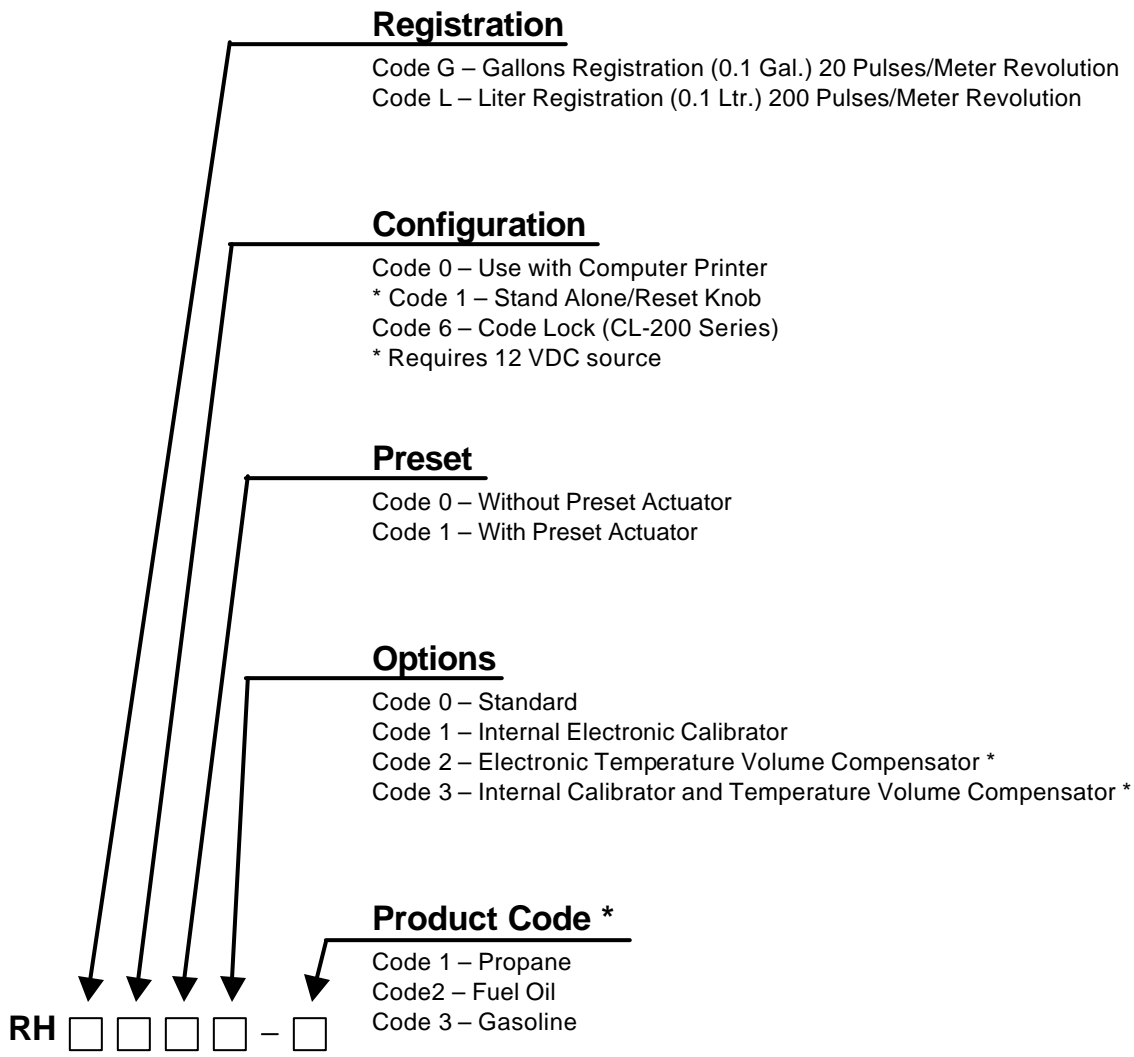 Registration
Code G – Gallons Registration (0.1 Gal.) 20 Pulses/Meter Revolution
Code L – Liter Registration (0.1 Ltr.) 200 Pulses/Meter Revolution
Configuration
Code 0 – Use with Computer Printer
* Code 1 – Stand Alone/Reset Knob
Code 6 – Code Lock (CL-200 Series)
* Requires 12 VDC source
Preset
Code 0 – Without Preset Actuator
Code 1 – With Preset Actuator
Options
Code 0 – Standard
Code 1 – Internal Electronic Calibrator
Code 2 – Electronic Temperature Volume Compensator *
Code 3 – Internal Calibrator and Temperature Volume Compensator *
Product Code *
Code 1 – Propane
Code2 – Fuel Oil
Code 3 – Gasoline
RH □ □ □ □ – □